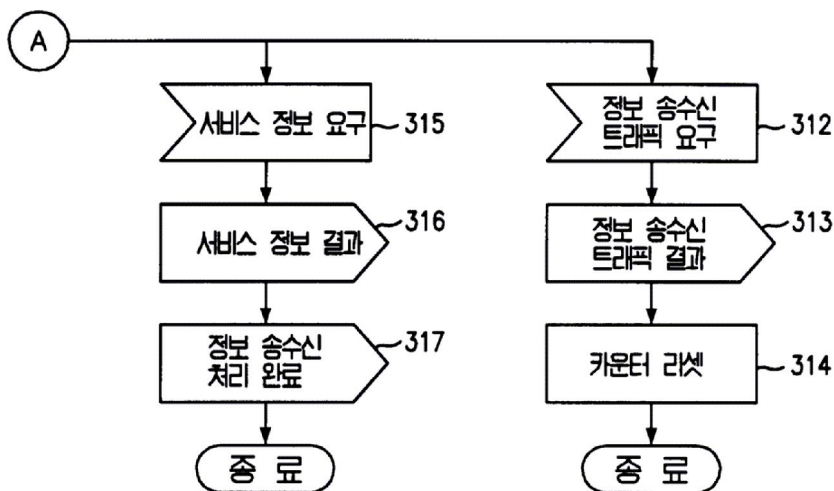 A
서비스 정보 요구
315
정보 송수신
트래픽 요구
312
서비스 정보 결과
316
정보 송수신
트래픽 결과
313
정보 송수신
처리 완료
317
카운터 리셋
314
종 료
종 료